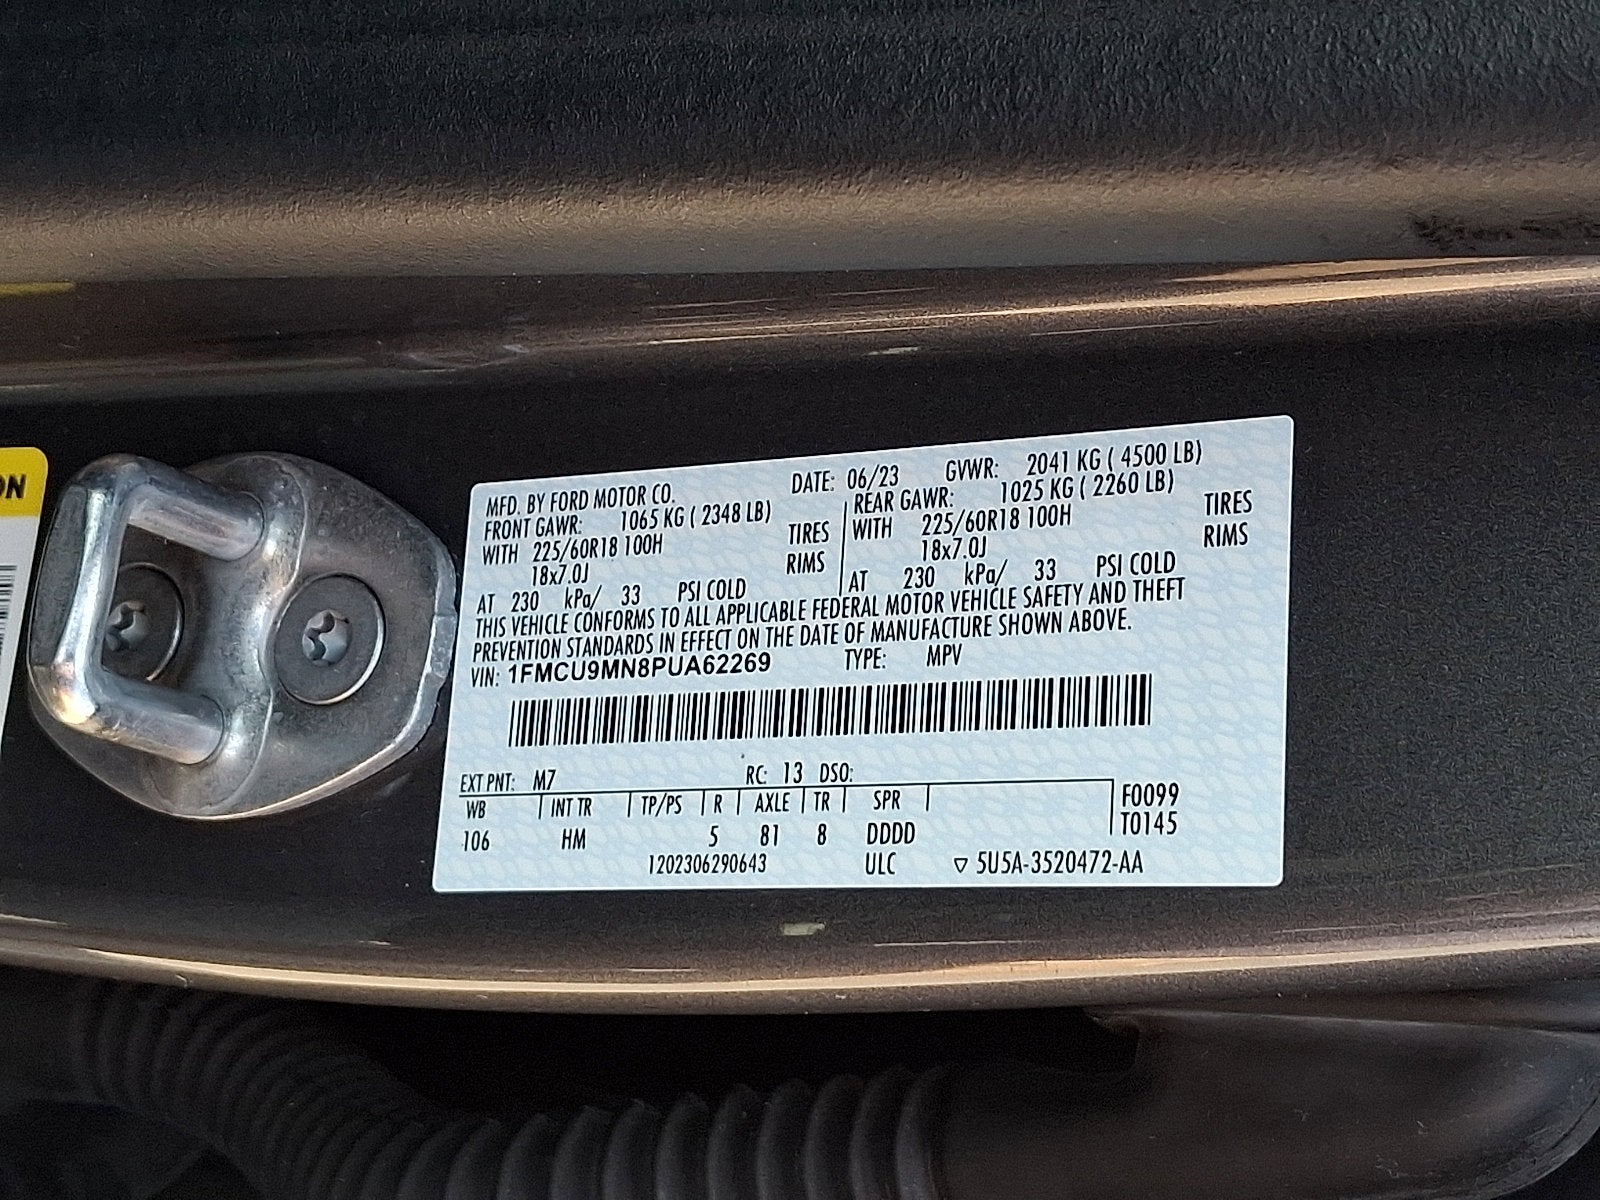 ON
MFD. BY FORD MOTOR CO. DATE: 06/23 GVWR: 2041 KG ( 4500 LB)
FRONT GAWR: 1065 KG ( 2348 LB) REAR GAWR: 1025 KG ( 2260 LB)
WITH 225/60R18 100H TIRES WITH 225/60R18 100H TIRES
18x7.0J RIMS 18x7.0J RIMS
AT 230 kPa/ 33 PSI COLD AT 230 kPa/ 33 PSI COLD
THIS VEHICLE CONFORMS TO ALL APPLICABLE FEDERAL MOTOR VEHICLE SAFETY AND THEFT
PREVENTION STANDARDS IN EFFECT ON THE DATE OF MANUFACTURE SHOWN ABOVE.
VIN: 1FMCU9MN8PUA62269 TYPE: MPV
EXT PNT: M7 RC: 13 DSO:
WB INT TR TP/PS R AXLE TR SPR F0099
106 HM 5 81 8 DDDD T0145
1202306290643 ULC ▽ 5U5A-3520472-AA